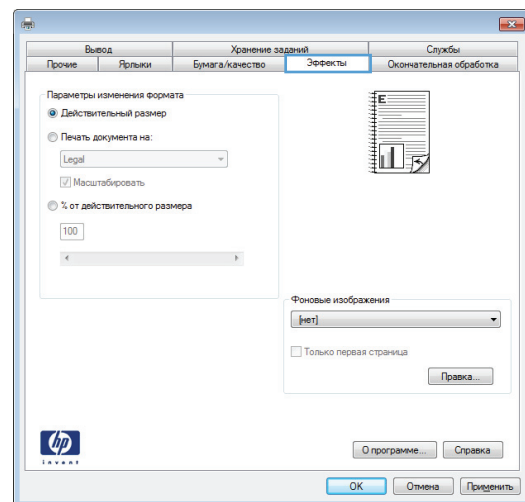 Вывод Хранение заданий Службы
Прочие Ярлыки Бумага/качество Эффекты Окончательная обработка
Параметры изменения формата
Действительный размер
Печать документа на:
Legal
Масштабировать
% от действительного размера
100
E
Фоновые изображения
[нет]
Только первая страница
Правка...
hp
invent
О программе... Справка
OK Отмена Применить